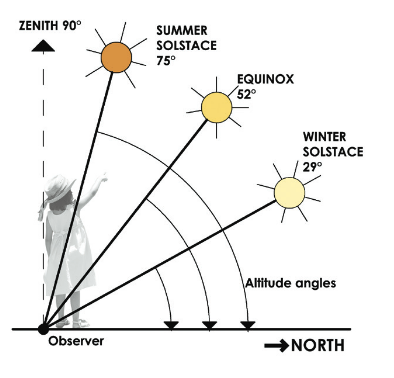 ZENITH 90°
SUMMER
SOLSTACE
75°
EQUINOX
52°
WINTER
SOLSTACE
29°
Altitude angles
Observer
NORTH